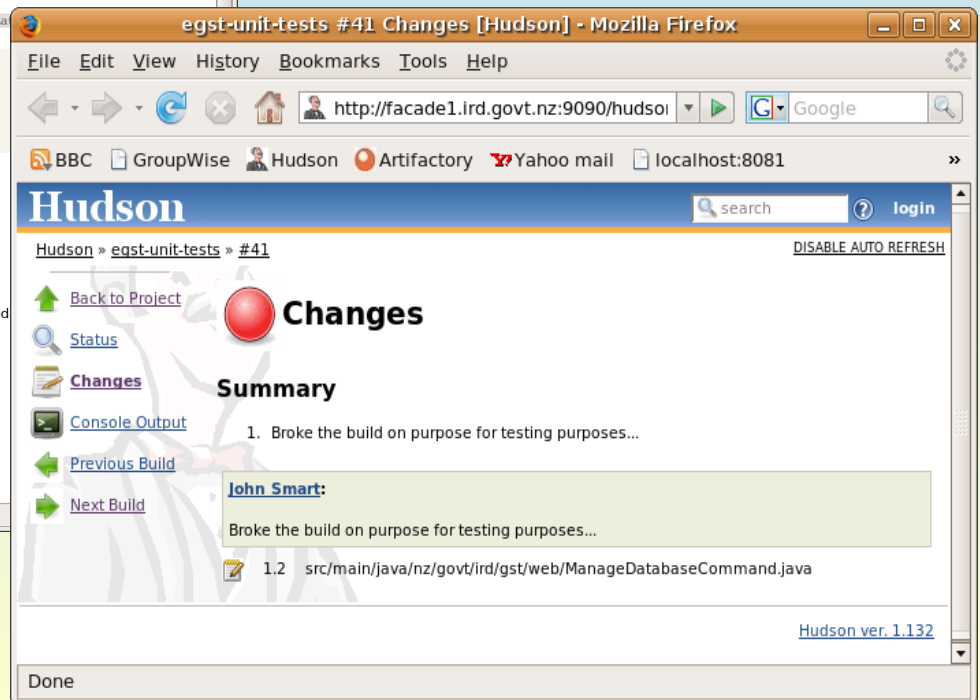 egst-unit-tests #41 Changes [Hudson] - Mozilla Firefox
File Edit View History Bookmarks Tools Help
http://facade1.ird.govt.nz:9090/hudso
G Google
BBC GroupWise Hudson Artifactory Yahoo mail localhost:8081 »
Hudson
search ? login
Hudson » egst-unit-tests » #41
DISABLE AUTO REFRESH
Back to Project
Status
Changes
Console Output
Previous Build
Next Build
Changes
Summary
1. Broke the build on purpose for testing purposes...
John Smart:
Broke the build on purpose for testing purposes...
1.2 src/main/java/nz/govt/ird/gst/web/ManageDatabaseCommand.java
Hudson ver. 1.132
Done